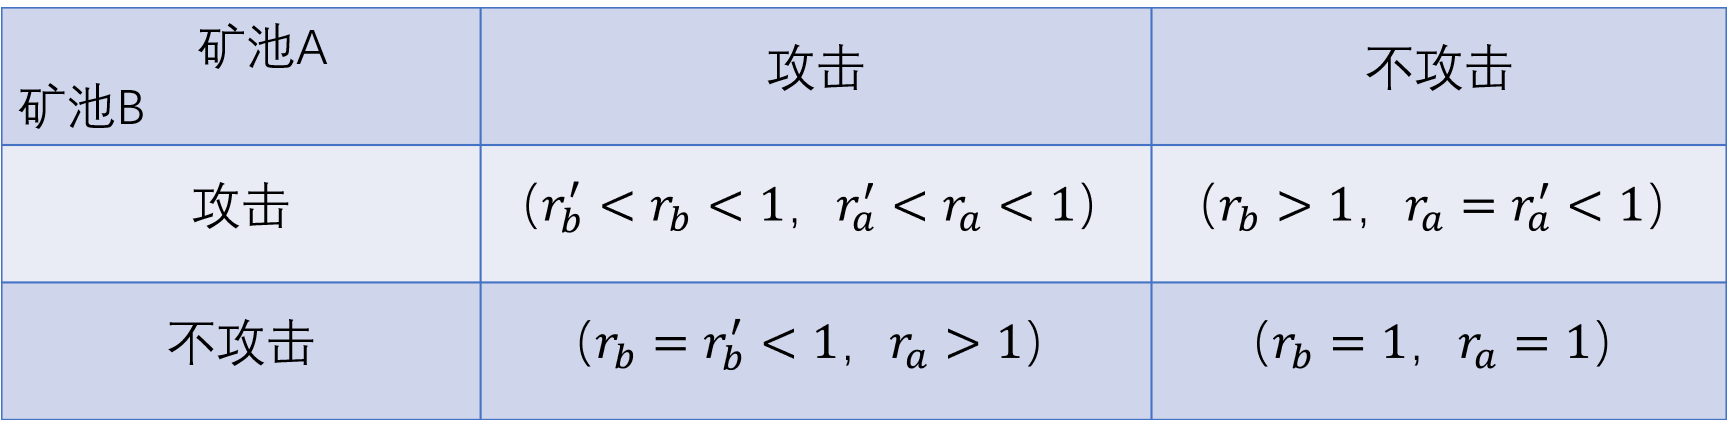 矿池A
矿池B
攻击
不攻击
攻击
(r_b' < r_b < 1, r_a' < r_a < 1)
(r_b > 1, r_a = r_a' < 1)
不攻击
(r_b = r_b' < 1, r_a > 1)
(r_b = 1, r_a = 1)